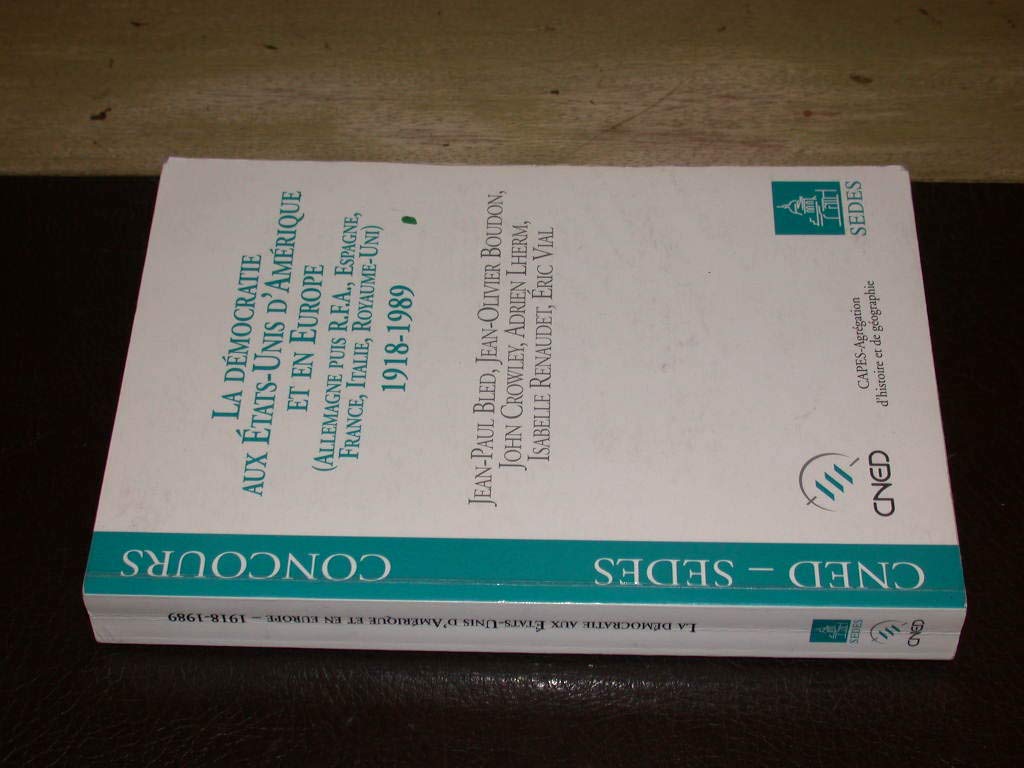 LA DÉMOCRATIE
AUX ÉTATS-UNIS D'AMÉRIQUE
ET EN EUROPE
(ALLEMAGNE PUIS R.F.A., ESPAGNE,
FRANCE, ITALIE, ROYAUME-UNI)
1918-1989
JEAN-PAUL BLED, JEAN-OLIVIER BOUDON,
JOHN CROWLEY, ADRIEN LHERM,
ISABELLE RENAUDET, ÉRIC VIAL
CAPES-Agrégation
d'histoire et de géographie
SEDES
CNED
CNED – SEDES
CONCOURS
LA DÉMOCRATIE AUX ÉTATS-UNIS D'AMÉRIQUE ET EN EUROPE – 1918-1989
SEDES
CNED